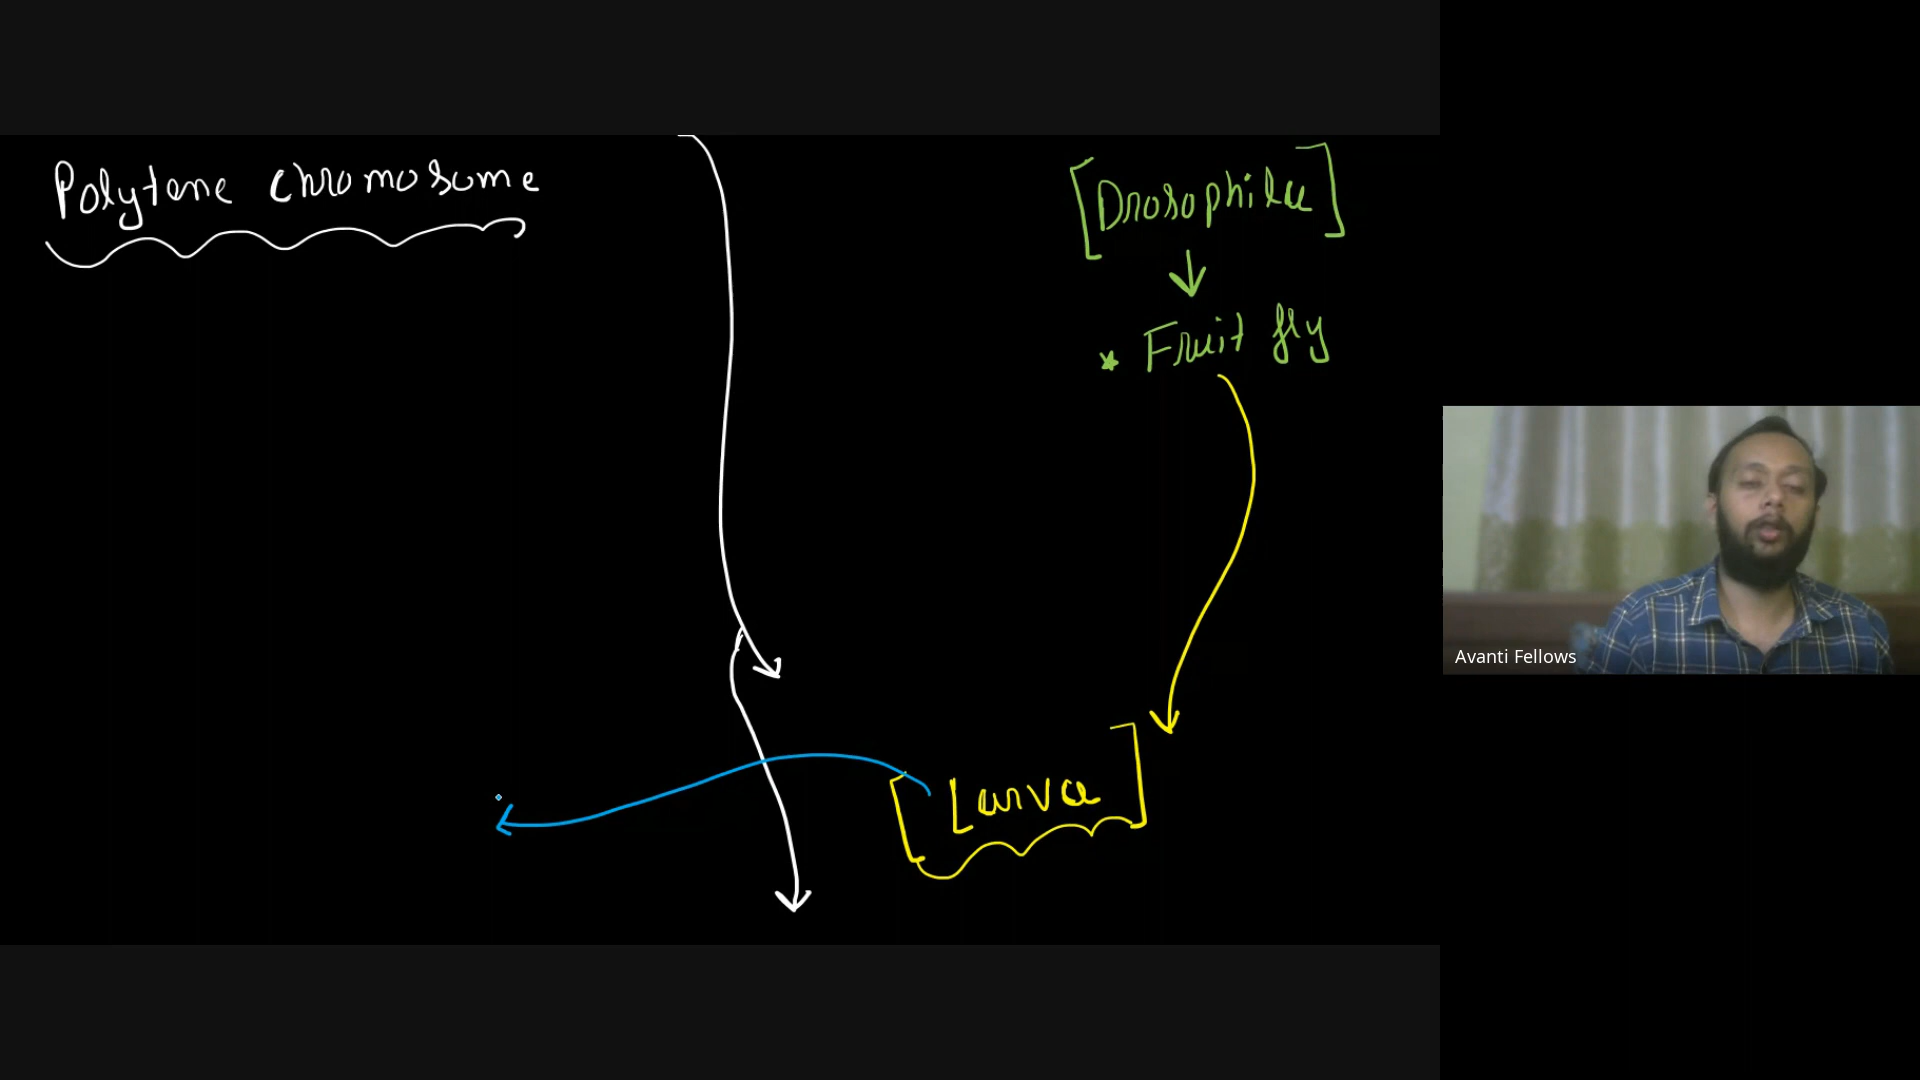 Polytene chromosome
[Drosophila]
* Fruit fly
[Larva]
Avanti Fellows